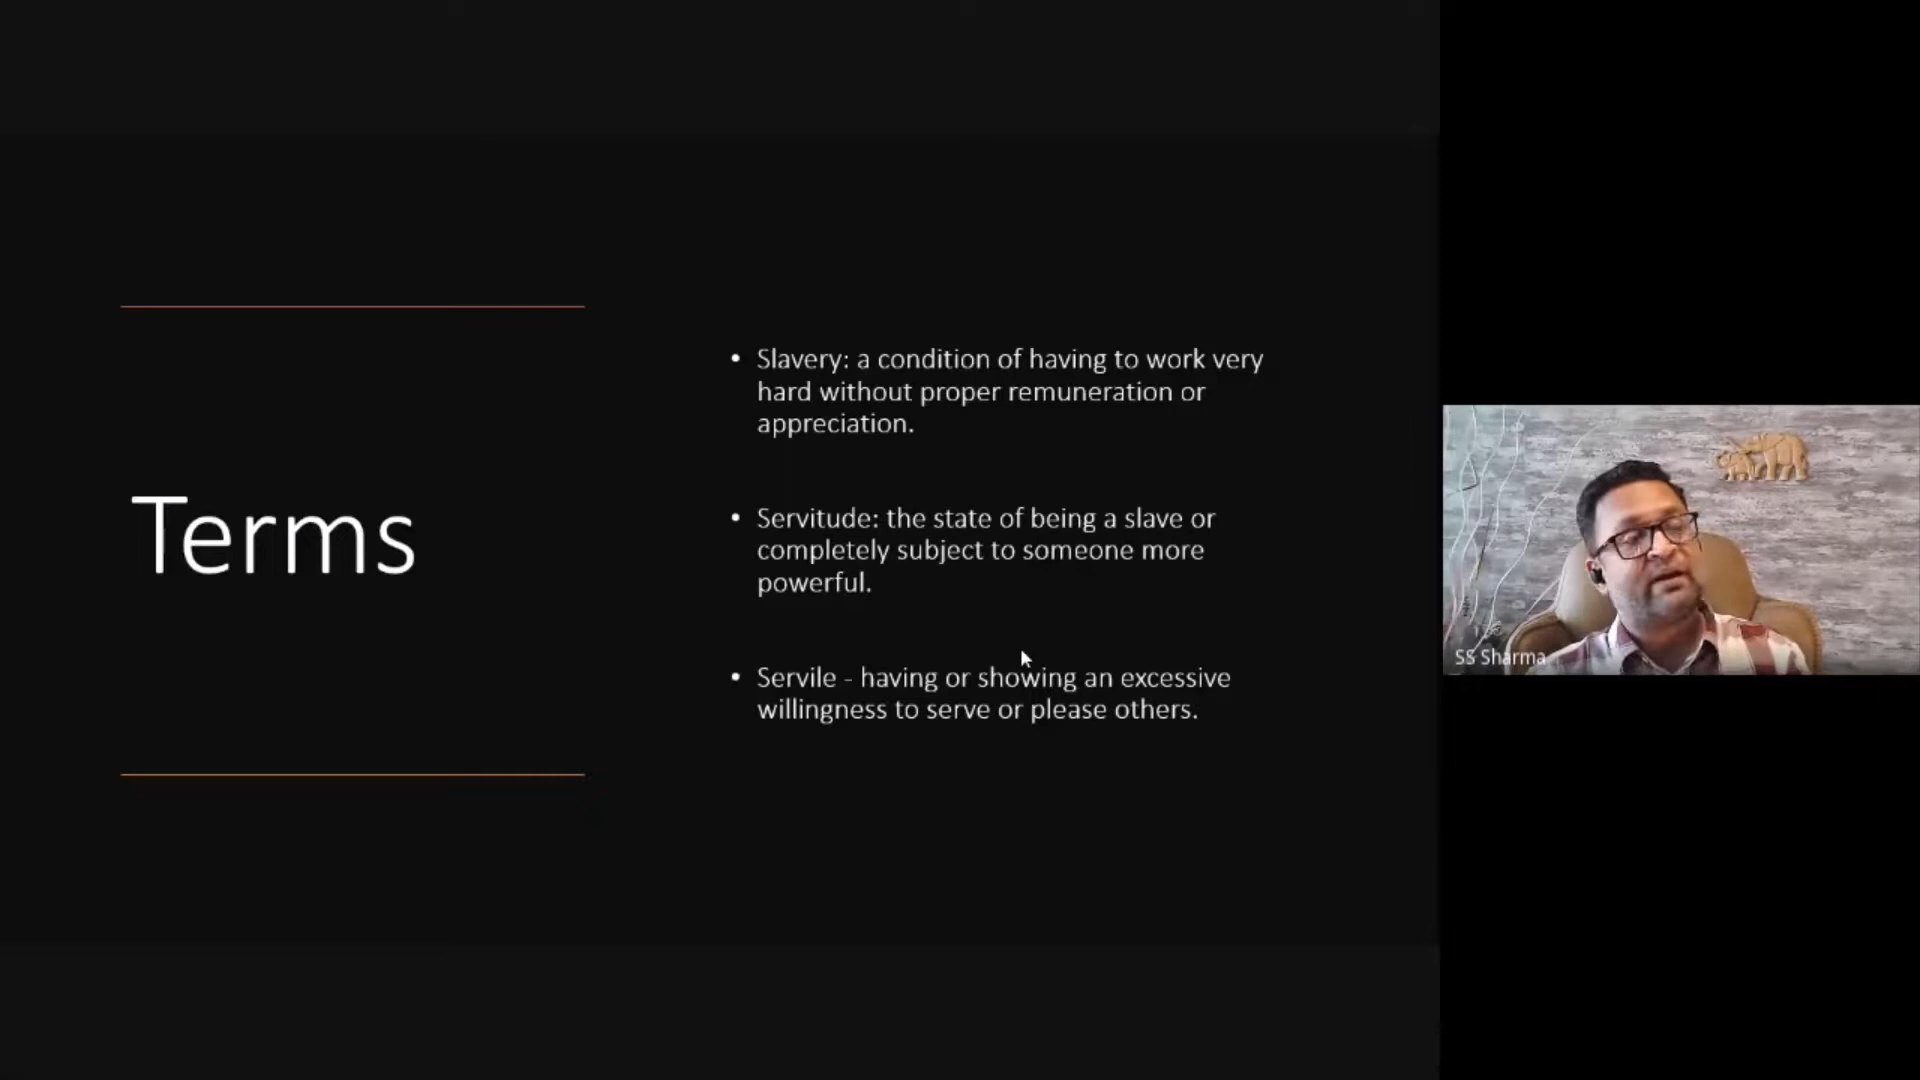 Terms
• Slavery: a condition of having to work very
hard without proper remuneration or
appreciation.
• Servitude: the state of being a slave or
completely subject to someone more
powerful.
• Servile - having or showing an excessive
willingness to serve or please others.
SS Sharma